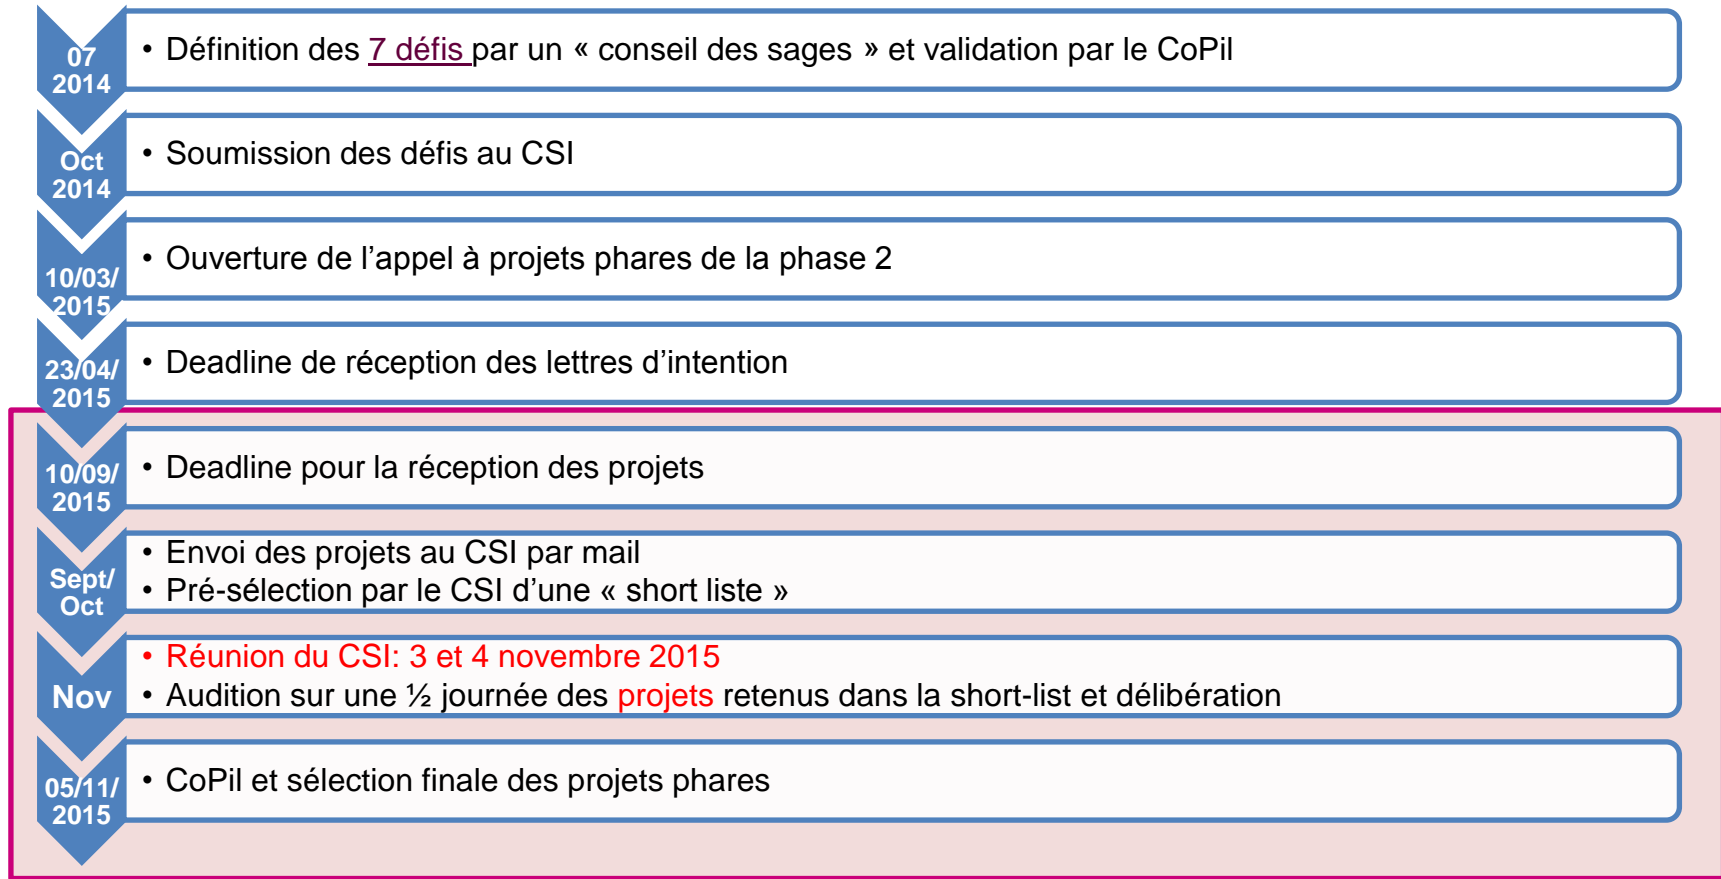 07
2014
• Définition des 7 défis par un « conseil des sages » et validation par le CoPil
Oct
2014
• Soumission des défis au CSI
10/03/
2015
• Ouverture de l’appel à projets phares de la phase 2
23/04/
2015
• Deadline de réception des lettres d’intention
10/09/
2015
• Deadline pour la réception des projets
Sept/
Oct
• Envoi des projets au CSI par mail
• Pré-sélection par le CSI d’une « short liste »
Nov
• Réunion du CSI: 3 et 4 novembre 2015
• Audition sur une ½ journée des projets retenus dans la short-list et délibération
05/11/
2015
• CoPil et sélection finale des projets phares